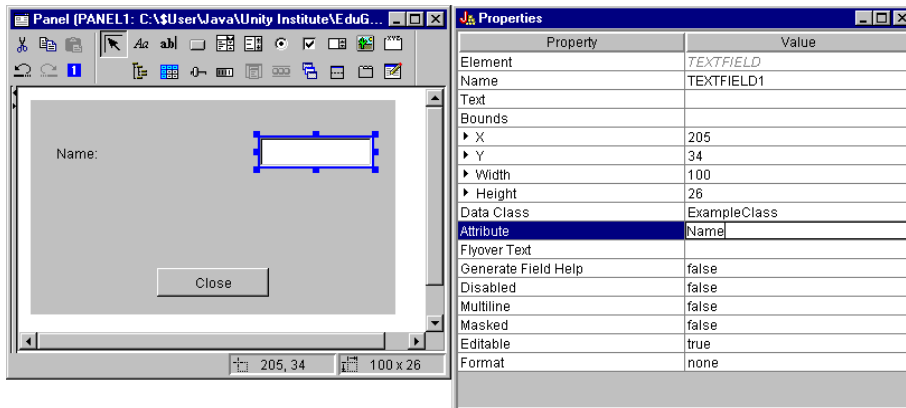 Panel (PANEL1: C:\$User\Java\Unity Institute\EduG...
Name:
Close
205, 34
100 x 26
Properties
Property Value
Element TEXTFIELD
Name TEXTFIELD1
Text
Bounds
X 205
Y 34
Width 100
Height 26
Data Class ExampleClass
Attribute Name
Flyover Text
Generate Field Help false
Disabled false
Multiline false
Masked false
Editable true
Format none